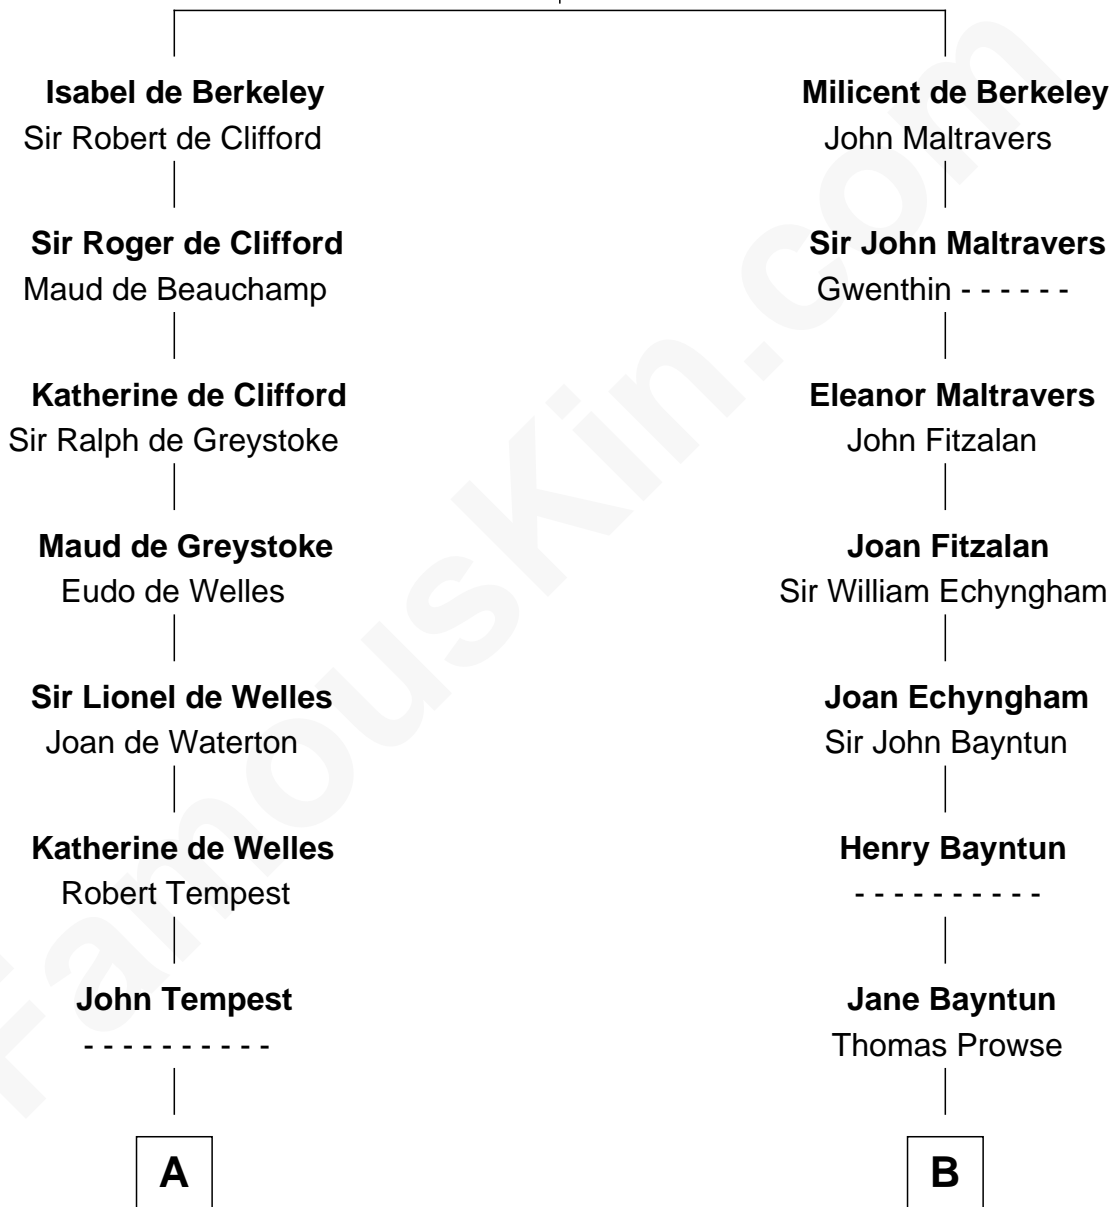 Isabel de Berkeley
Sir Robert de Clifford
Sir Roger de Clifford
Maud de Beauchamp
Katherine de Clifford
Sir Ralph de Greystoke
Maud de Greystoke
Eudo de Welles
Sir Lionel de Welles
Joan de Waterton
Katherine de Welles
Robert Tempest
John Tempest
- - - - - - - - - -
A
Milicent de Berkeley
John Maltravers
Sir John Maltravers
Gwenthin - - - - - -
Eleanor Maltravers
John Fitzalan
Joan Fitzalan
Sir William Echyngham
Joan Echyngham
Sir John Bayntun
Henry Bayntun
- - - - - - - - - -
Jane Bayntun
Thomas Prowse
B
FamousKin.com